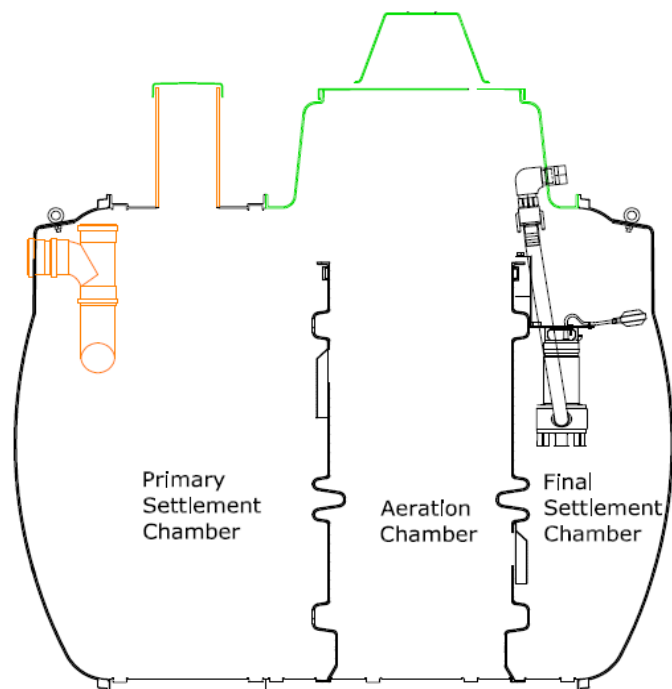 Primary
Settlement
Chamber
Aeration
Chamber
Final
Settlement
Chamber